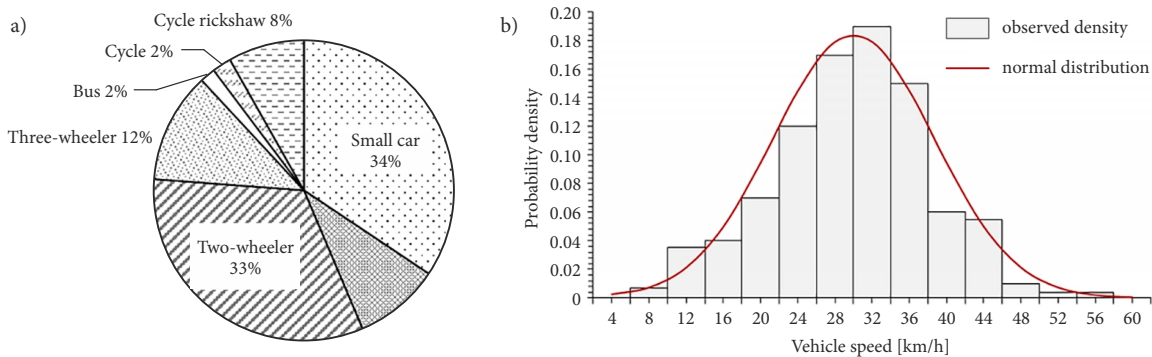 a)
Cycle rickshaw 8%
Cycle 2%
Bus 2%
Three-wheeler 12%
Small car
34%
Two-wheeler
33%
b)
Probability density
0.20
0.18
0.16
0.14
0.12
0.10
0.08
0.06
0.04
0.02
0
4 8 12 16 20 24 28 32 36 40 44 48 52 56 60
Vehicle speed [km/h]
observed density
normal distribution